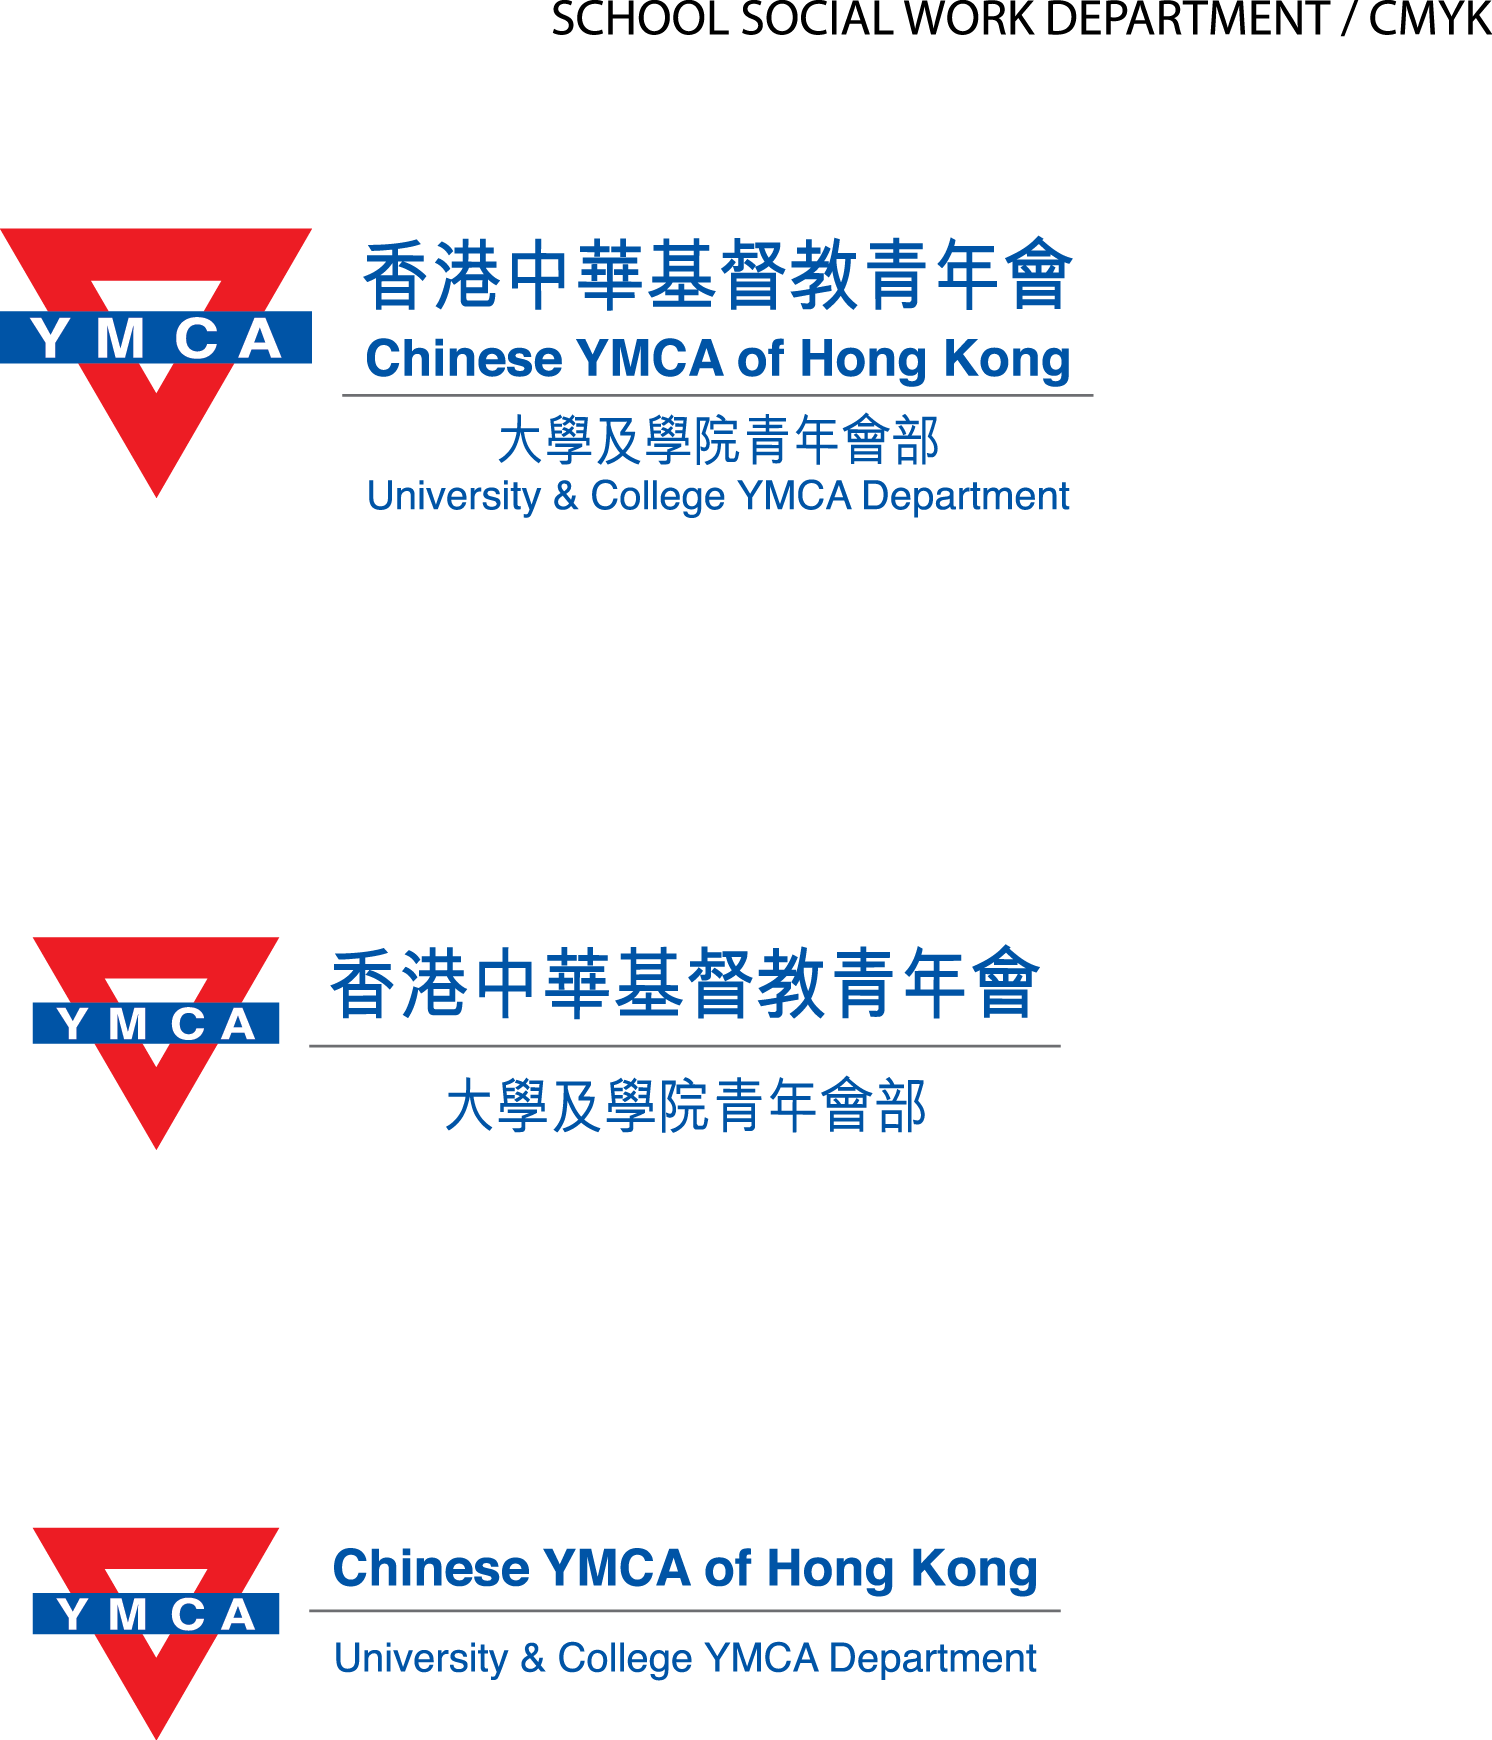 SCHOOL SOCIAL WORK DEPARTMENT / CMYK
YMCA
香港中華基督教青年會
Chinese YMCA of Hong Kong
大學及學院青年會部
University & College YMCA Department
YMCA
香港中華基督教青年會
大學及學院青年會部
YMCA
Chinese YMCA of Hong Kong
University & College YMCA Department